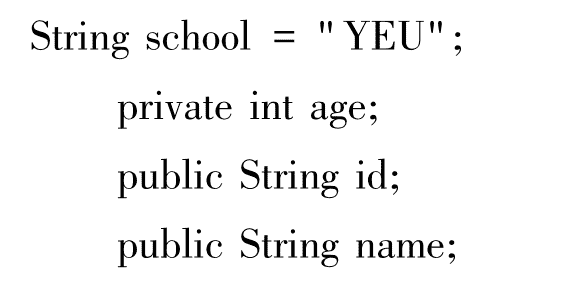 String school = "YEU";
private int age;
public String id;
public String name;